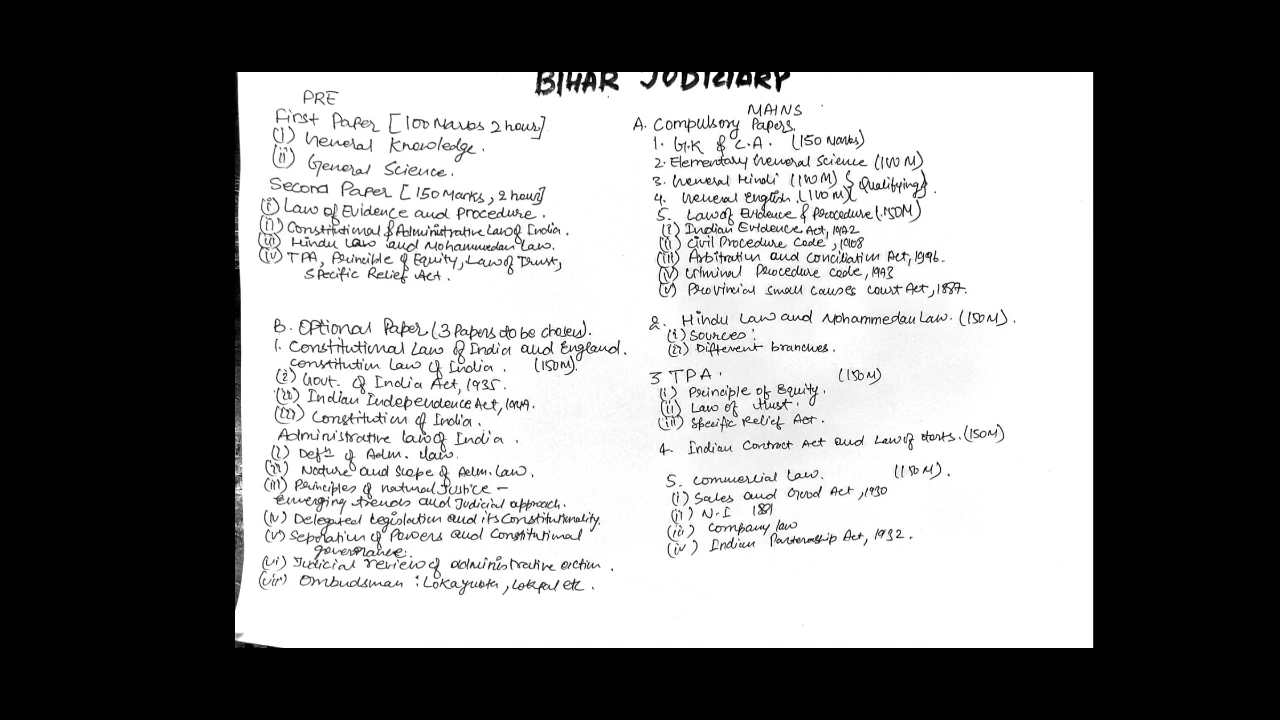 BIHAR JUDICIARY
PRE
First Paper [100 Marks 2 hour]
(i) General Knowledge.
(ii) General Science.
Second Paper [150 Marks, 2 hour]
(i) Law of Evidence and Procedure.
(ii) Constitutional & Administrative Law of India.
(iii) Hindu Law and Mohammedan Law.
(iv) TPA, Principle of Equity, Law of Trust,
Specific Relief Act.
MAINS
A. Compulsory Papers.
1. G.K & C.A. (150 Marks)
2. Elementary General Science (100 M)
3. General Hindi (100 M) } Qualifying
4. General English. (100 M)
5. Law of Evidence & Procedure (150M)
(i) Indian Evidence Act, 1872
(ii) Civil Procedure Code, 1908
(iii) Arbitration and conciliation Act, 1996.
(iv) Criminal Procedure code, 1973
(v) Provincial small causes court Act, 1887.
B. Optional Paper (3 Papers to be chosen).
1. Constitutional Law of India and England.
Constitution Law of India. (150M)
(i) Govt. of India Act, 1935.
(ii) Indian Independence Act, 1947.
(iii) Constitution of India.
Administrative law of India.
(i) Defn of Adm. law.
(ii) Nature and scope of Adm. law.
(iii) Principles of natural Justice –
Emerging trends and Judicial approach.
(iv) Delegated legislation and its Constitutionality.
(v) Separation of Powers and Constitutional
governance.
(vi) Judicial review of administrative action.
(vii) Ombudsman : Lokayukta, Lokpal etc.
2. Hindu Law and Mohammedan Law. (150M).
(i) Sources :
(ii) Different branches.
3 TPA. (150M)
(i) Principle of Equity.
(ii) Law of trust.
(iii) Specific Relief Act.
4. Indian Contract Act and Law of torts. (150M)
5. Commercial Law. (150M).
(i) Sales and Good Act, 1930
(ii) N.I 1881
(iii) Company law
(iv) Indian Partnership Act, 1932.